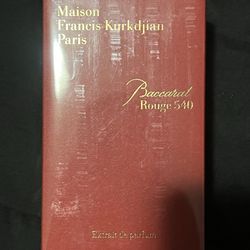 Maison
Francis Kurkdjian
Paris
Baccarat
Rouge 540
Extrait de parfum